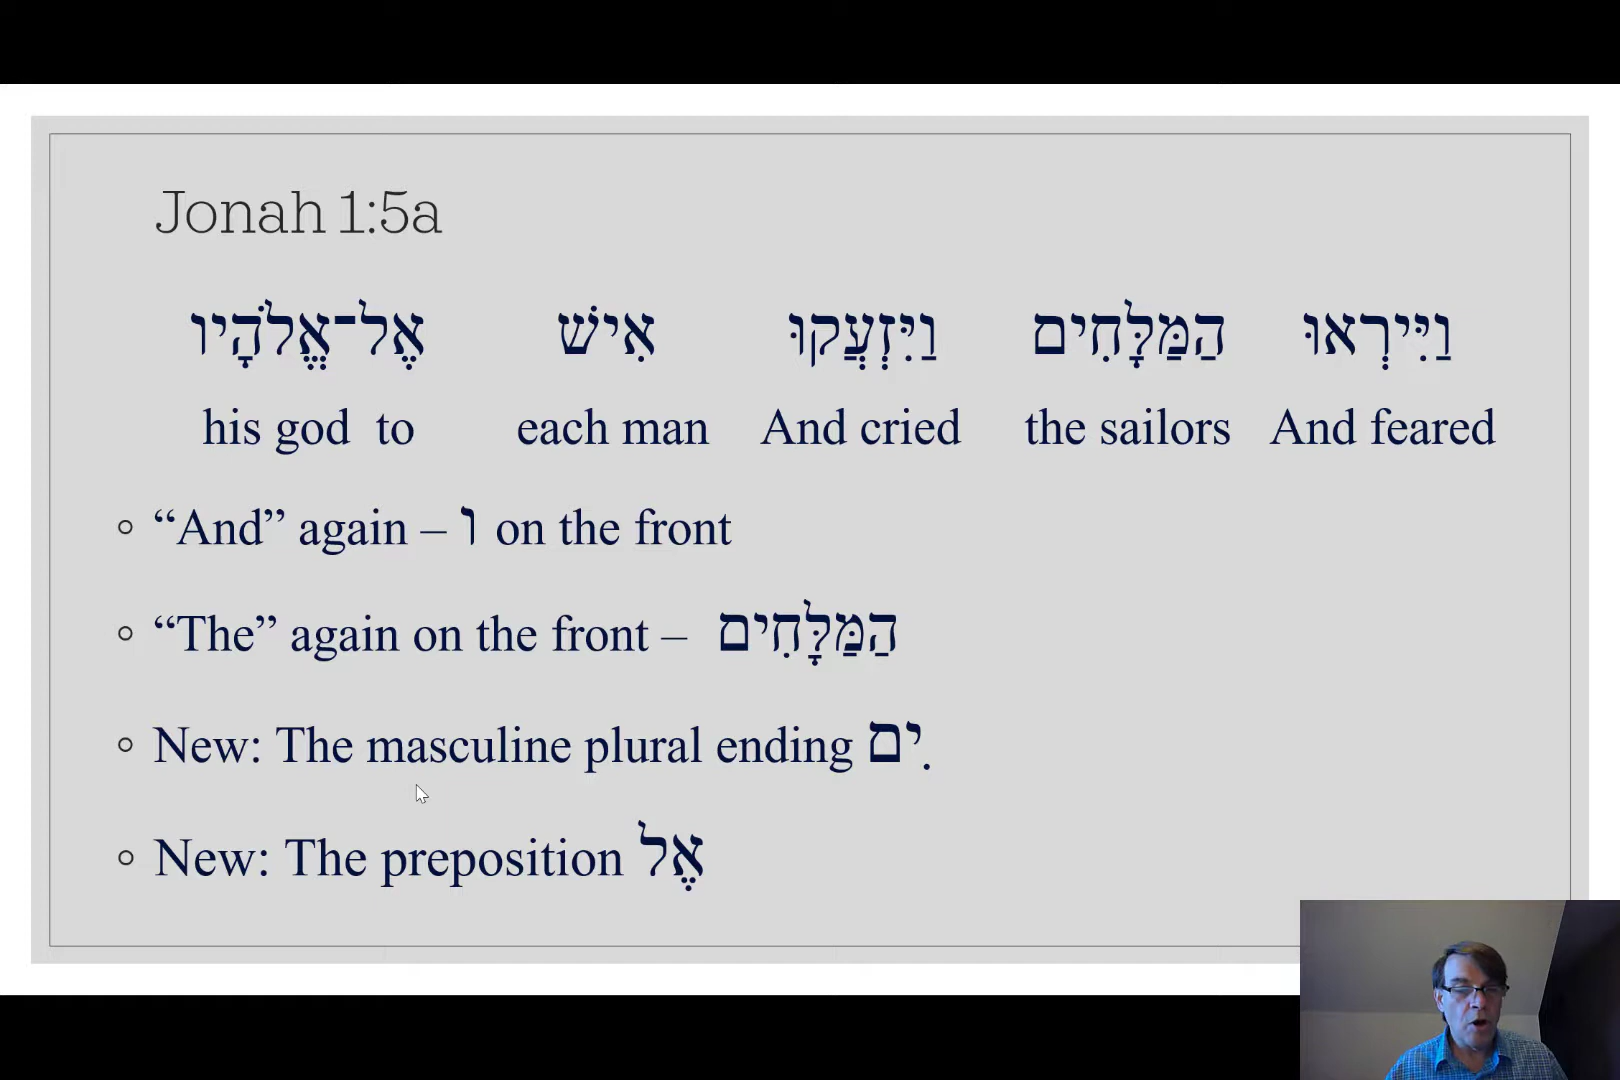 Jonah 1:5a
וַיִּירְאוּ הַמַּלָּחִים וַיִּזְעֲקוּ אִישׁ אֶל־אֱלֹהָיו
his god to each man And cried the sailors And feared
“And” again – ו on the front
“The” again on the front – הַמַּלָּחִים
New: The masculine plural ending ִים
New: The preposition אֶל